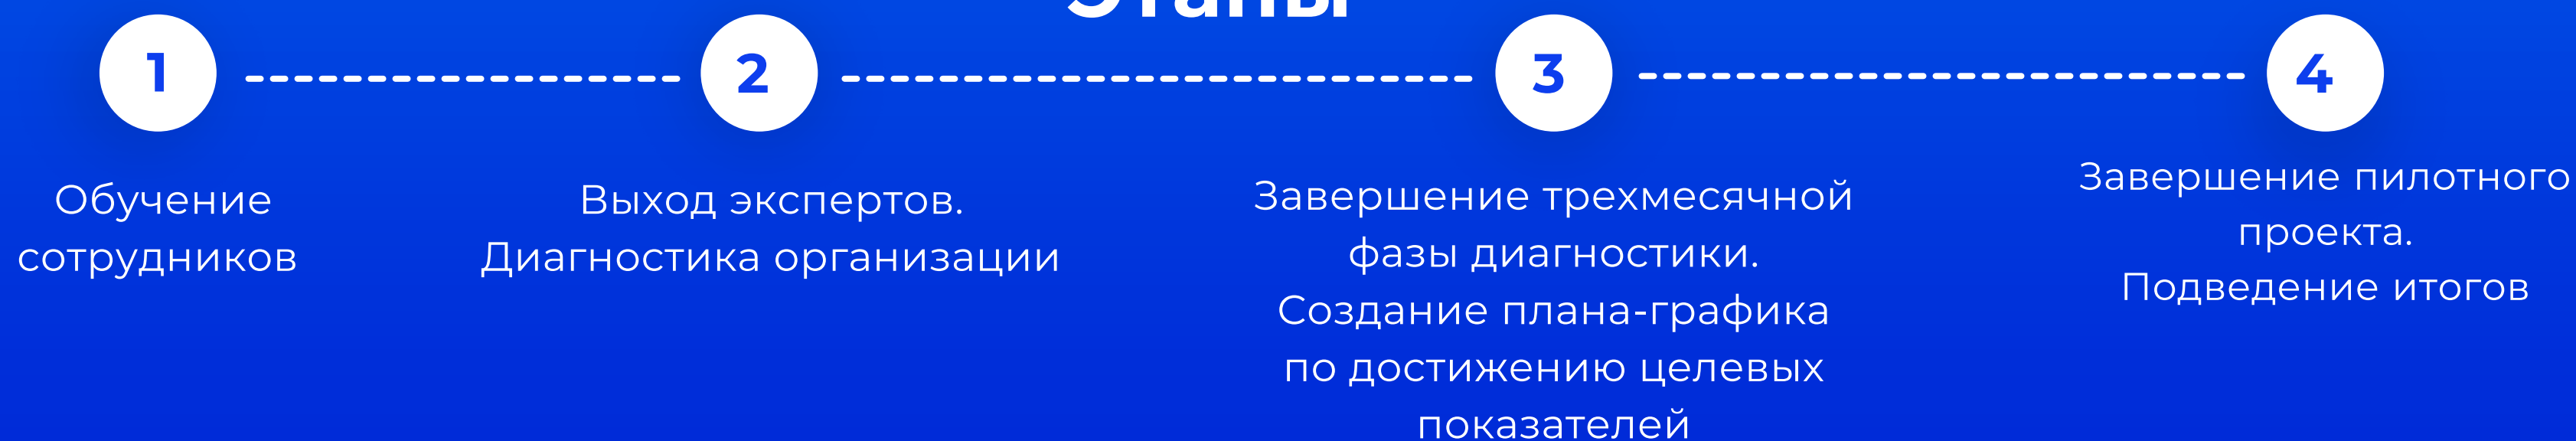 Этапы
1
2
3
4
Обучение
сотрудников
Выход экспертов.
Диагностика организации
Завершение трехмесячной
фазы диагностики.
Создание плана-графика
по достижению целевых
показателей
Завершение пилотного
проекта.
Подведение итогов